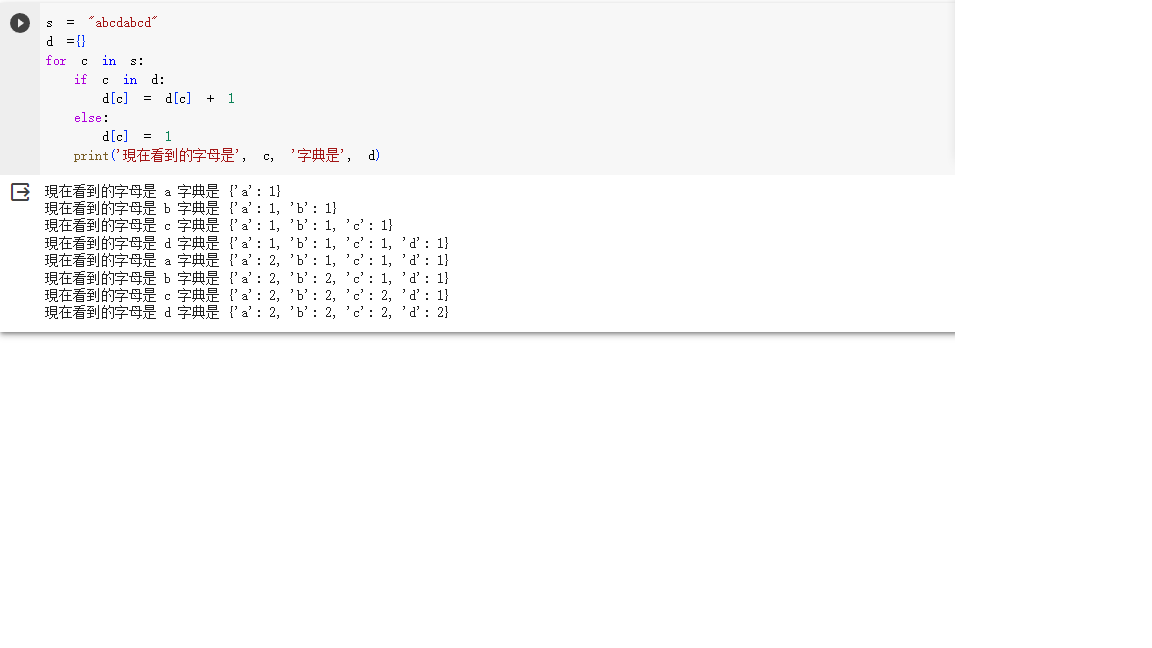 s = "abcdabcd"
d ={}
for c in s:
    if c in d:
        d[c] = d[c] + 1
    else:
        d[c] = 1
    print('現在看到的字母是', c, '字典是', d)
現在看到的字母是 a 字典是 {'a': 1}
現在看到的字母是 b 字典是 {'a': 1, 'b': 1}
現在看到的字母是 c 字典是 {'a': 1, 'b': 1, 'c': 1}
現在看到的字母是 d 字典是 {'a': 1, 'b': 1, 'c': 1, 'd': 1}
現在看到的字母是 a 字典是 {'a': 2, 'b': 1, 'c': 1, 'd': 1}
現在看到的字母是 b 字典是 {'a': 2, 'b': 2, 'c': 1, 'd': 1}
現在看到的字母是 c 字典是 {'a': 2, 'b': 2, 'c': 2, 'd': 1}
現在看到的字母是 d 字典是 {'a': 2, 'b': 2, 'c': 2, 'd': 2}